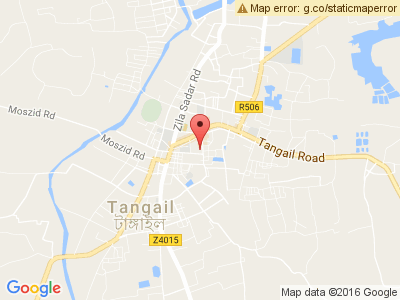 Map error: g.co/staticmaperror
R506
Zila Sadar Rd
Moszid Rd
Moszid Rd
Tangail Road
Tangail
টাঙ্গাইল
Z4015
Google
Map data ©2016 Google